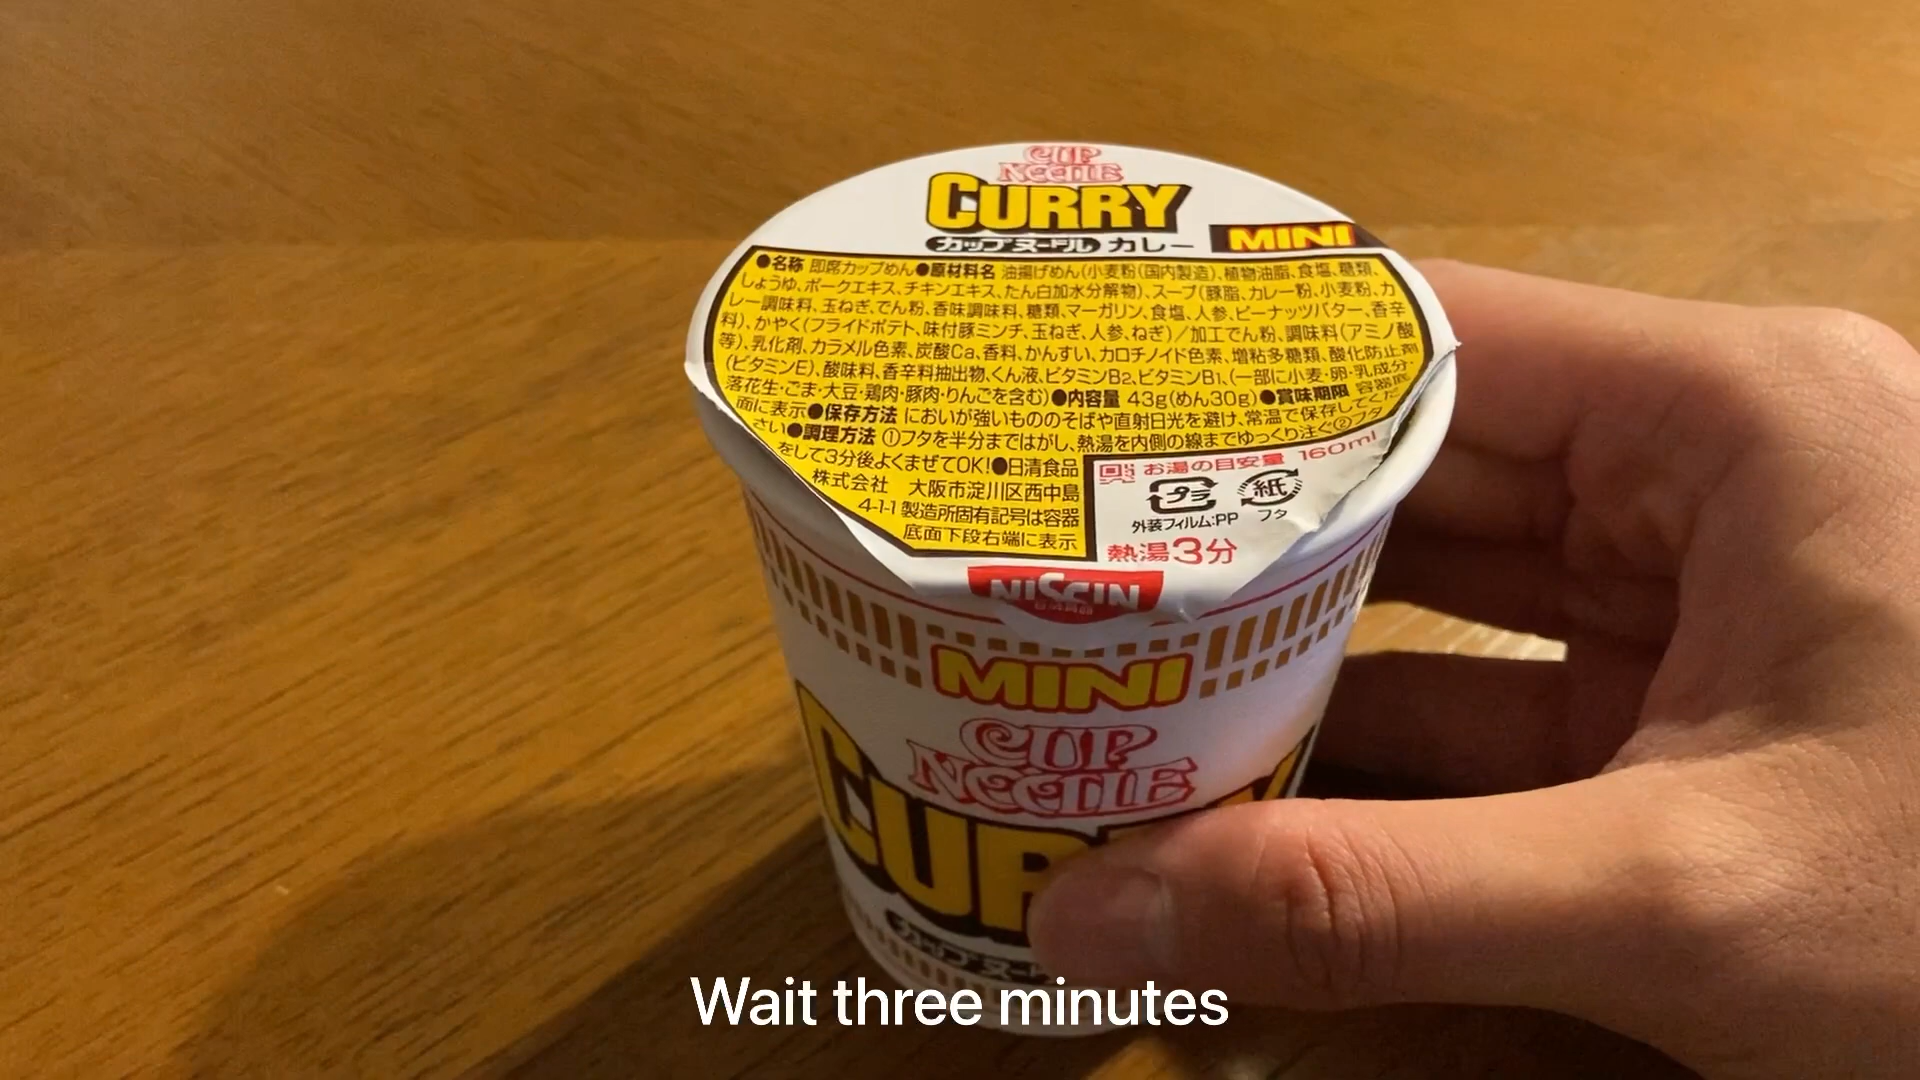 CUP
NOODLE
CURRY
カップヌードル カレー
MINI
●名称 即席カップめん●原材料名 油揚げめん(小麦粉(国内製造)、植物油脂、食塩、糖類、
しょうゆ、ポークエキス、チキンエキス、たん白加水分解物)、スープ(豚脂、カレー粉、小麦粉、カ
レー調味料、玉ねぎ、でん粉、香味調味料、糖類、マーガリン、食塩、人参、ピーナッツバター、香辛
料)、かやく(フライドポテト、味付豚ミンチ、玉ねぎ、人参、ねぎ)/加工でん粉、調味料(アミノ酸
等)、乳化剤、カラメル色素、炭酸Ca、香料、かんすい、カロチノイド色素、増粘多糖類、酸化防止剤
(ビタミンE)、酸味料、香辛料抽出物、くん液、ビタミンB2、ビタミンB1、(一部に小麦・卵・乳成分・
落花生・ごま・大豆・鶏肉・豚肉・りんごを含む)●内容量 43g(めん30g)●賞味期限 容器底
面に表示●保存方法 においが強いもののそばや直射日光を避け、常温で保存してくだ
さい●調理方法 ①フタを半分まではがし、熱湯を内側の線までゆっくり注ぐ②フタ
をして3分後よくまぜてOK!●日清食品
株式会社 大阪市淀川区西中島
4-1-1 製造所固有記号は容器
底面下段右端に表示
お湯の目安量 160ml
プラ
紙
外装フィルム:PP フタ
熱湯3分
NISSIN
MINI
CUP
NOODLE
CURRY
カップヌード
Wait three minutes